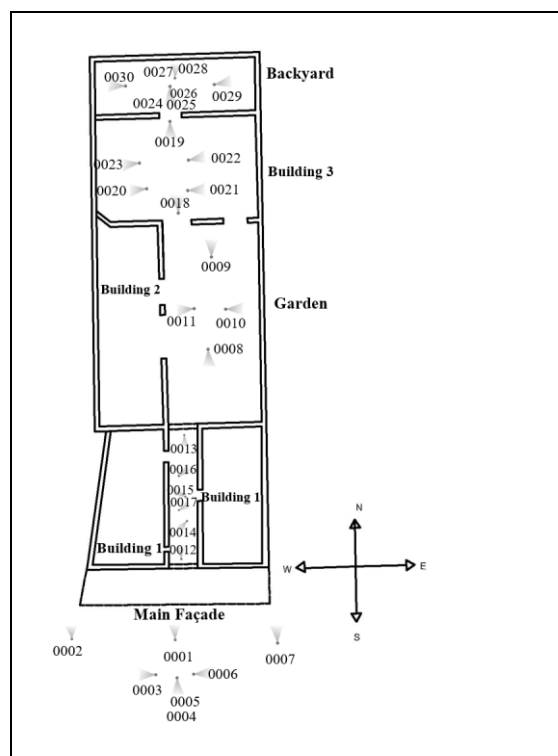 0027 0028
Backyard
0030
0026
0029
0024 0025
0019
0023
0022
Building 3
0020
0021
0018
0009
Building 2
Garden
0011
0010
0008
0013
0016
0015
Building 1
0017
0014
Building 1
0012
N
W
E
S
Main Façade
0002
0001
0007
0003
0006
0005
0004